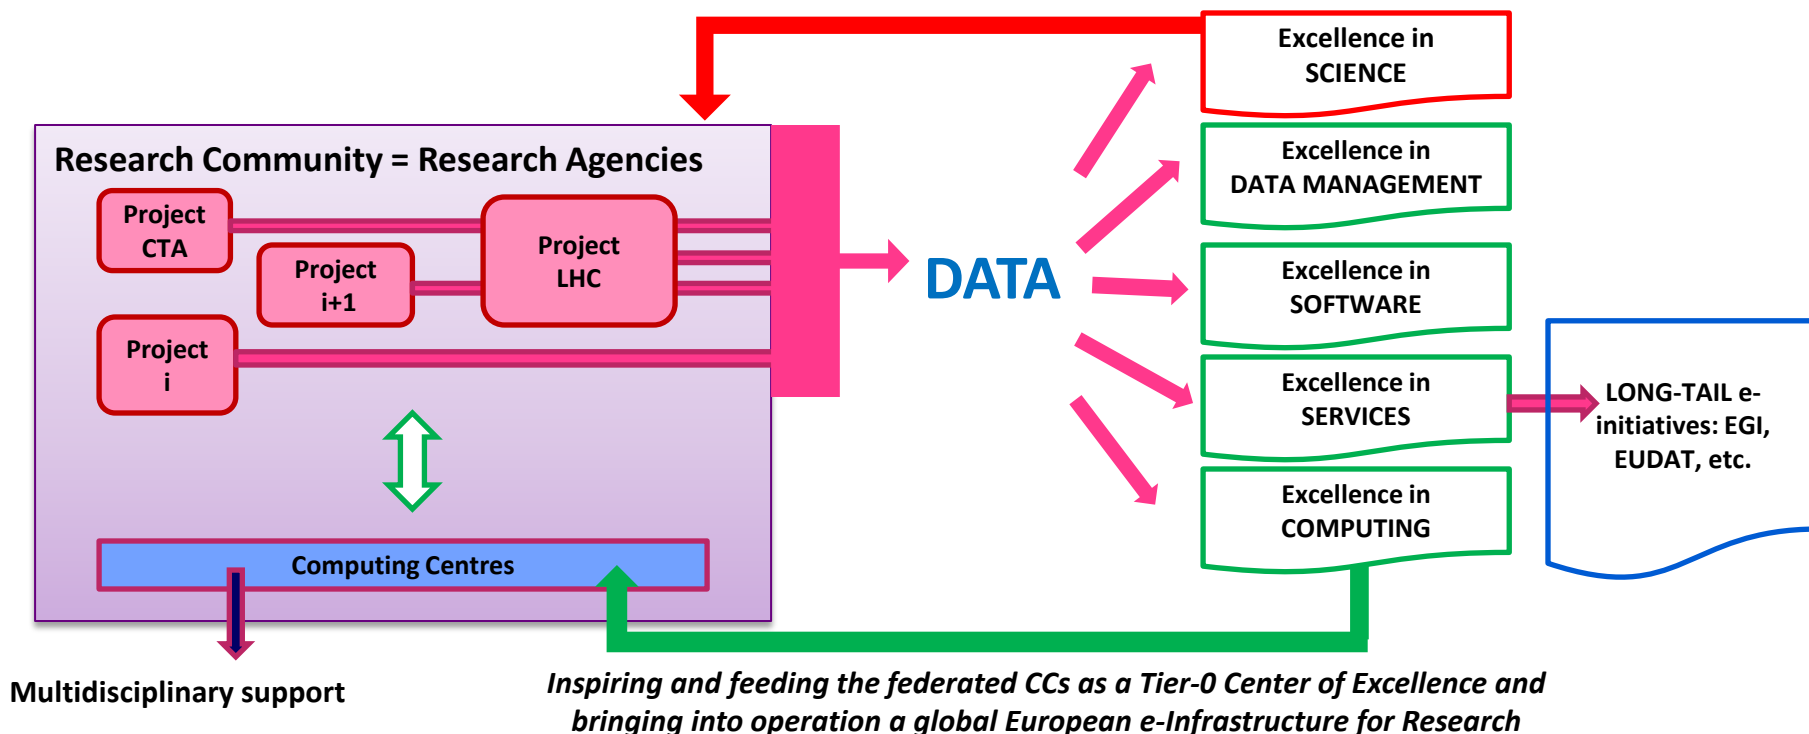 Excellence in
SCIENCE
Research Community = Research Agencies
Project
CTA
Project
i+1
Project
LHC
Project
i
Computing Centres
Multidisciplinary support
DATA
Excellence in
DATA MANAGEMENT
Excellence in
SOFTWARE
Excellence in
SERVICES
Excellence in
COMPUTING
LONG-TAIL e-
initiatives: EGI,
EUDAT, etc.
Inspiring and feeding the federated CCs as a Tier-0 Center of Excellence and
bringing into operation a global European e-Infrastructure for Research